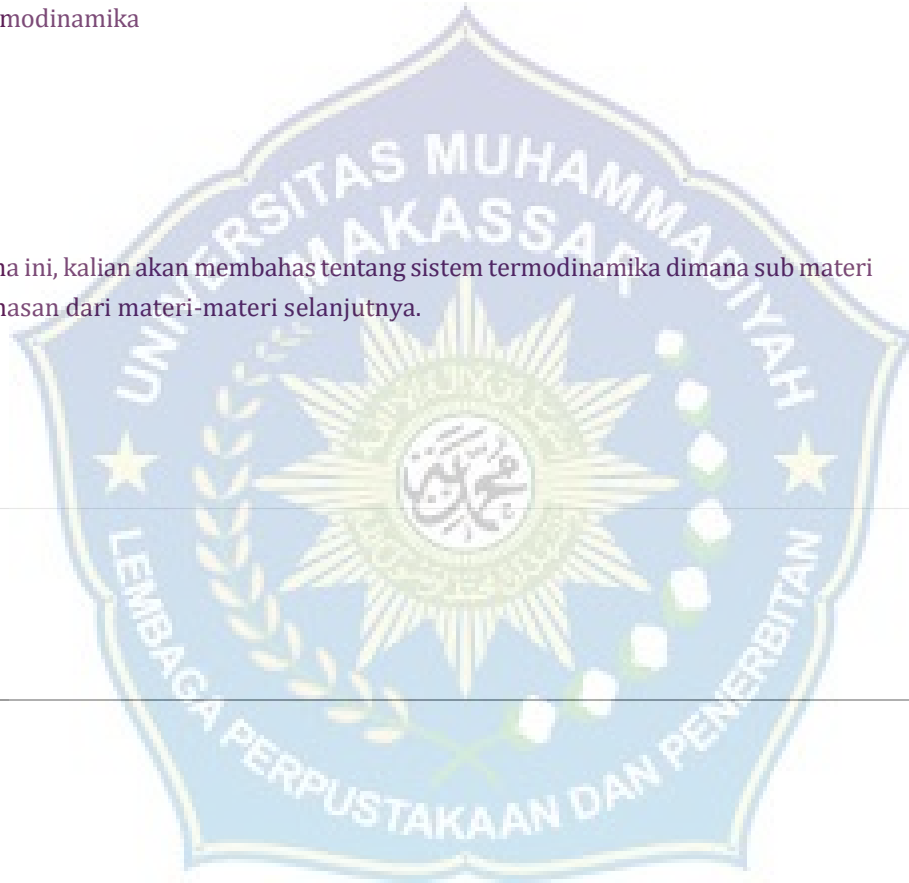 rmodinamika
UNIVERSITAS MUHAMMADIYAH
MAKASSAR
na ini, kalian akan membahas tentang sistem termodinamika dimana sub materi
nasan dari materi-materi selanjutnya.
LEMBAGA PERPUSTAKAAN DAN PENERBITAN